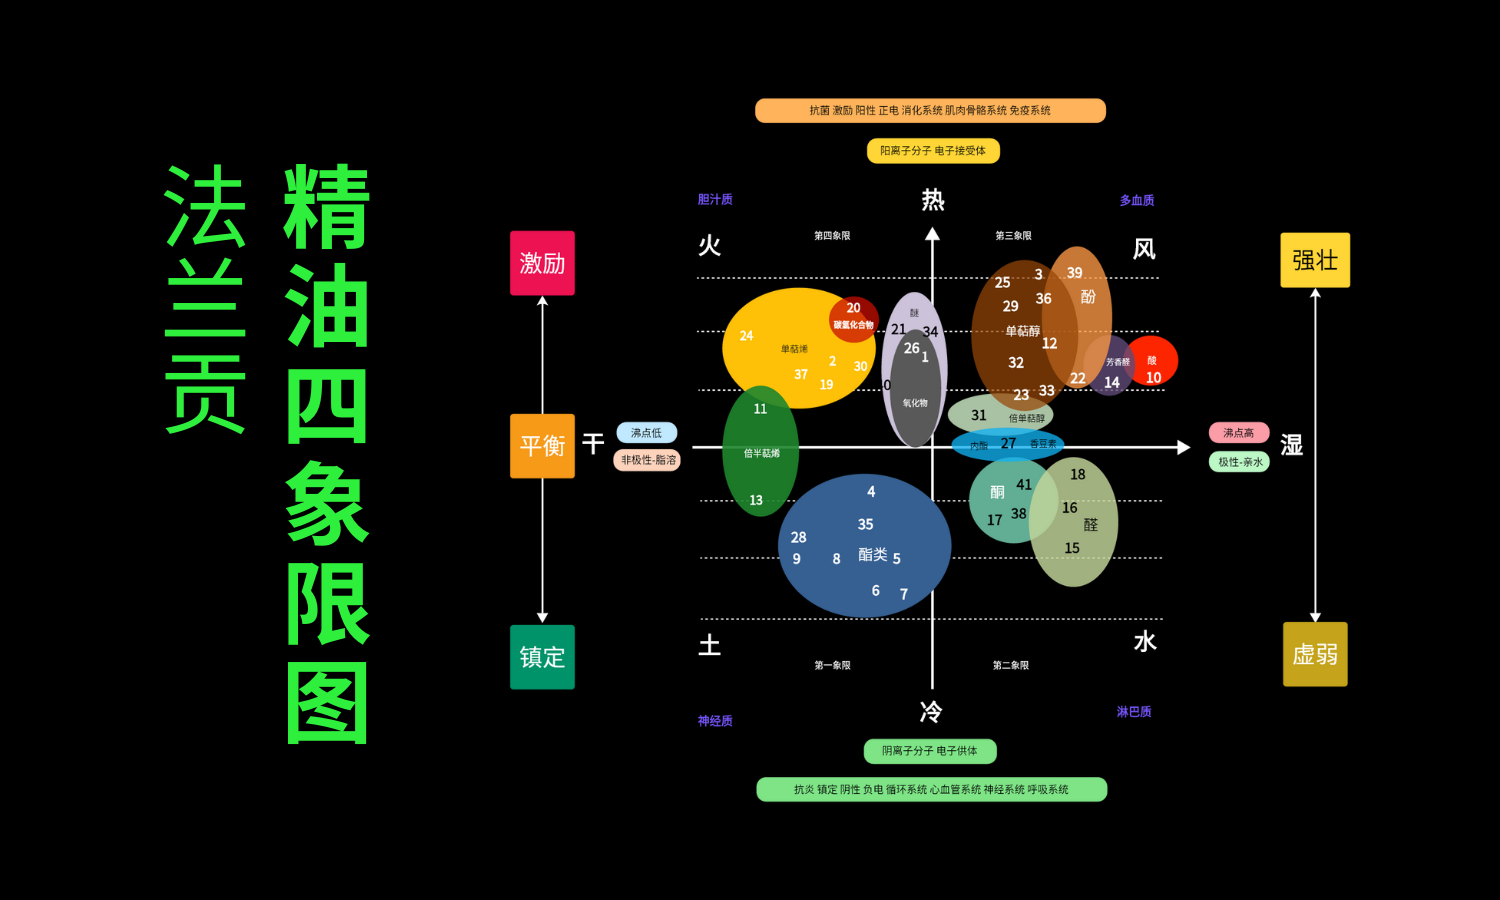 法兰贡
精油四象限图
抗菌 激励 阳性 正电 消化系统 肌肉骨骼系统 免疫系统
阳离子分子 电子接受体
胆汁质
热
多血质
火
第四象限
第三象限
风
激励
强壮
25
3
39
36
酚
29
20
碳氢化合物
醚
24
21
34
单萜醇
12
单萜烯
26
1
芳香醛
酸
2
30
32
37
19
0
22
14
10
23
33
氧化物
11
31
倍单萜醇
平衡
干
沸点低
非极性-脂溶
倍半萜烯
内酯
27
香豆素
沸点高
极性-亲水
湿
13
4
酮
41
18
35
17
38
16
醛
28
9
8
酯类
5
15
6
7
镇定
虚弱
土
水
第一象限
第二象限
神经质
冷
淋巴质
阴离子分子 电子供体
抗炎 镇定 阴性 负电 循环系统 心血管系统 神经系统 呼吸系统